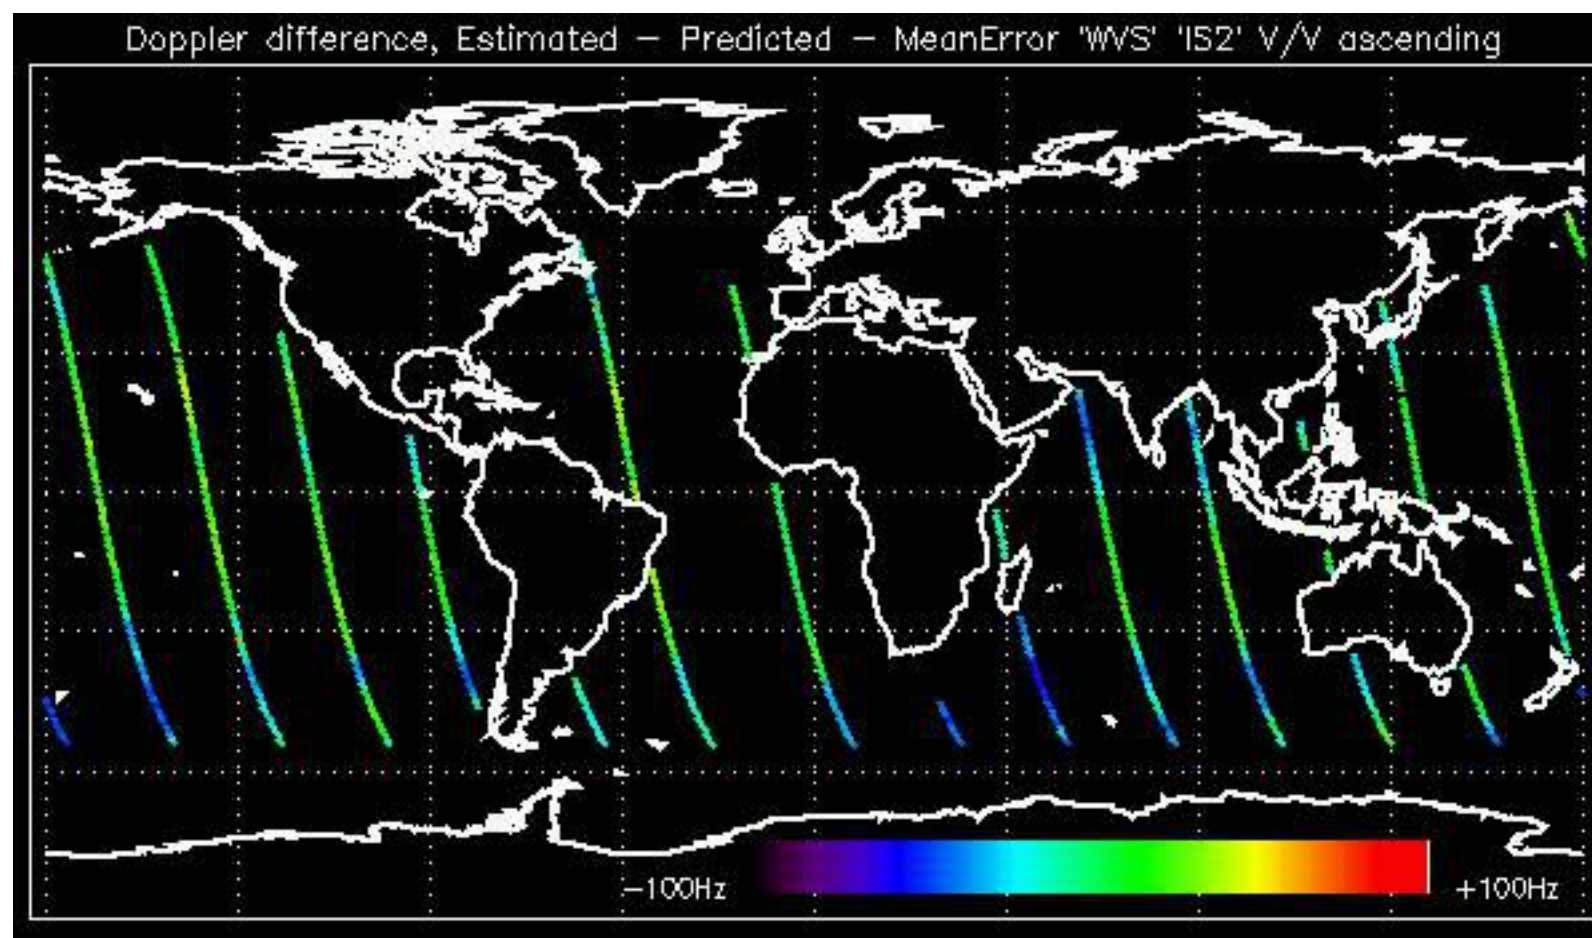 Doppler difference, Estimated - Predicted - MeanError 'WVS' 'IS2' V/V ascending
-100Hz
+100Hz